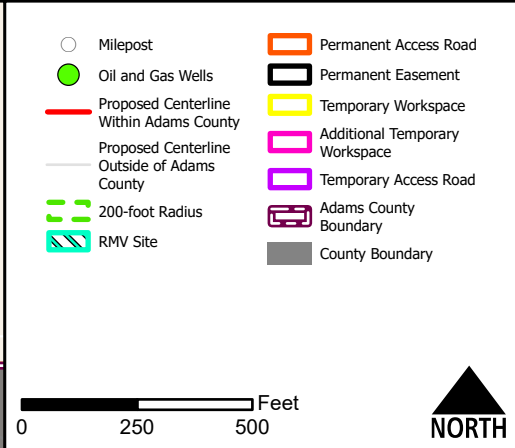 Milepost
Oil and Gas Wells
Proposed Centerline
Within Adams County
Proposed Centerline
Outside of Adams
County
200-foot Radius
RMV Site
Permanent Access Road
Permanent Easement
Temporary Workspace
Additional Temporary
Workspace
Temporary Access Road
Adams County
Boundary
County Boundary
Feet
0 250 500
NORTH